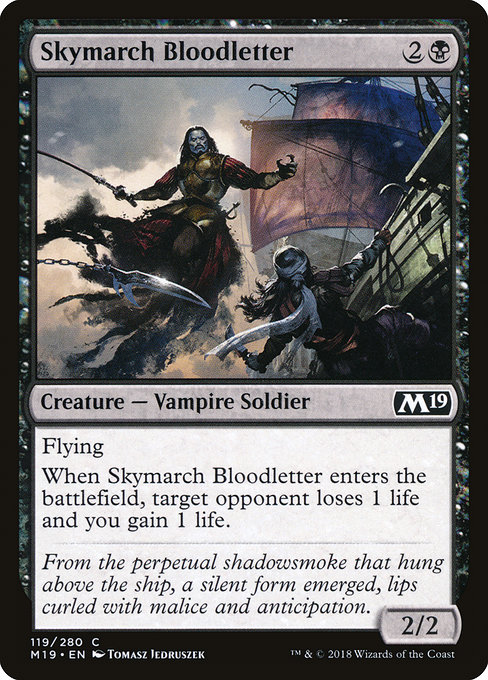 Skymarch Bloodletter 2
Creature — Vampire Soldier M19
Flying
When Skymarch Bloodletter enters the
battlefield, target opponent loses 1 life
and you gain 1 life.
From the perpetual shadowsmoke that hung
above the ship, a silent form emerged, lips
curled with malice and anticipation.
2/2
119/280 C
M19 • EN Tomasz Jedruszek
™ & © 2018 Wizards of the Coast